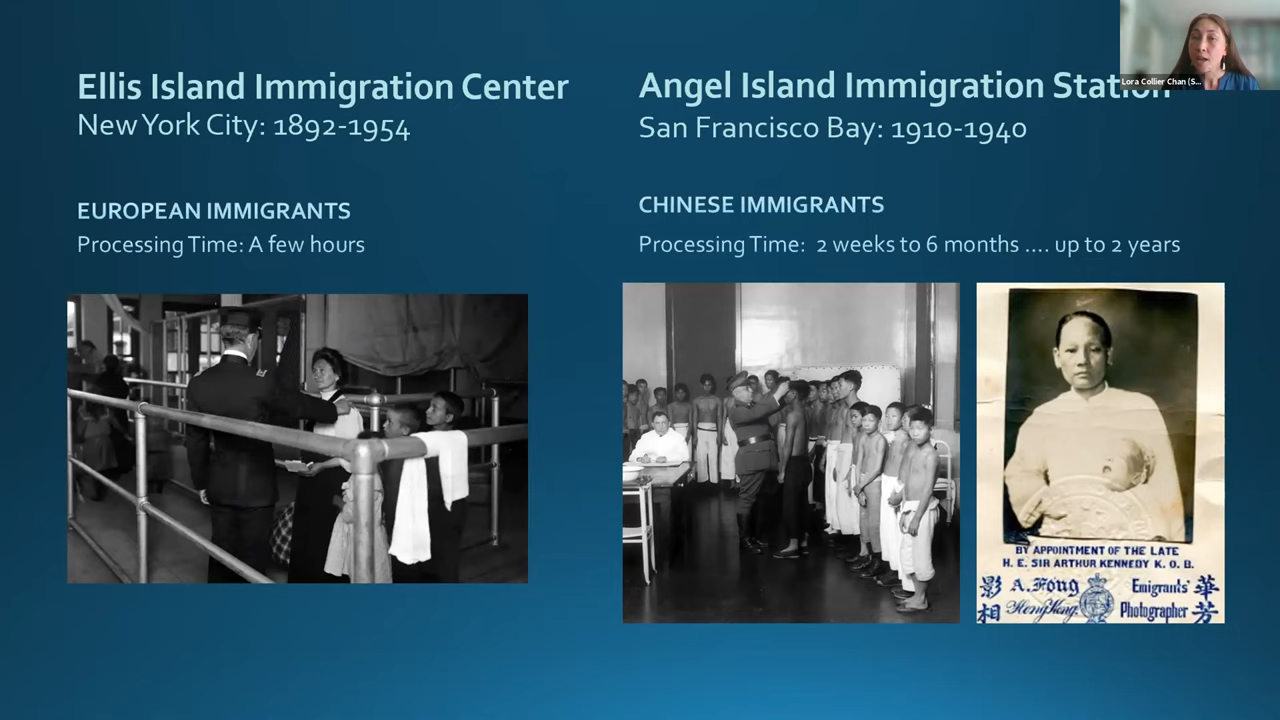 Ellis Island Immigration Center
New York City: 1892-1954
EUROPEAN IMMIGRANTS
Processing Time: A few hours
Angel Island Immigration Station
San Francisco Bay: 1910-1940
CHINESE IMMIGRANTS
Processing Time: 2 weeks to 6 months .... up to 2 years
BY APPOINTMENT OF THE LATE
H. E. SIR ARTHUR KENNEDY K. O. B.
影相
A. Fong
Hong Kong
Emigrants'
Photographer
華芳
Lora Collier Chan (S...